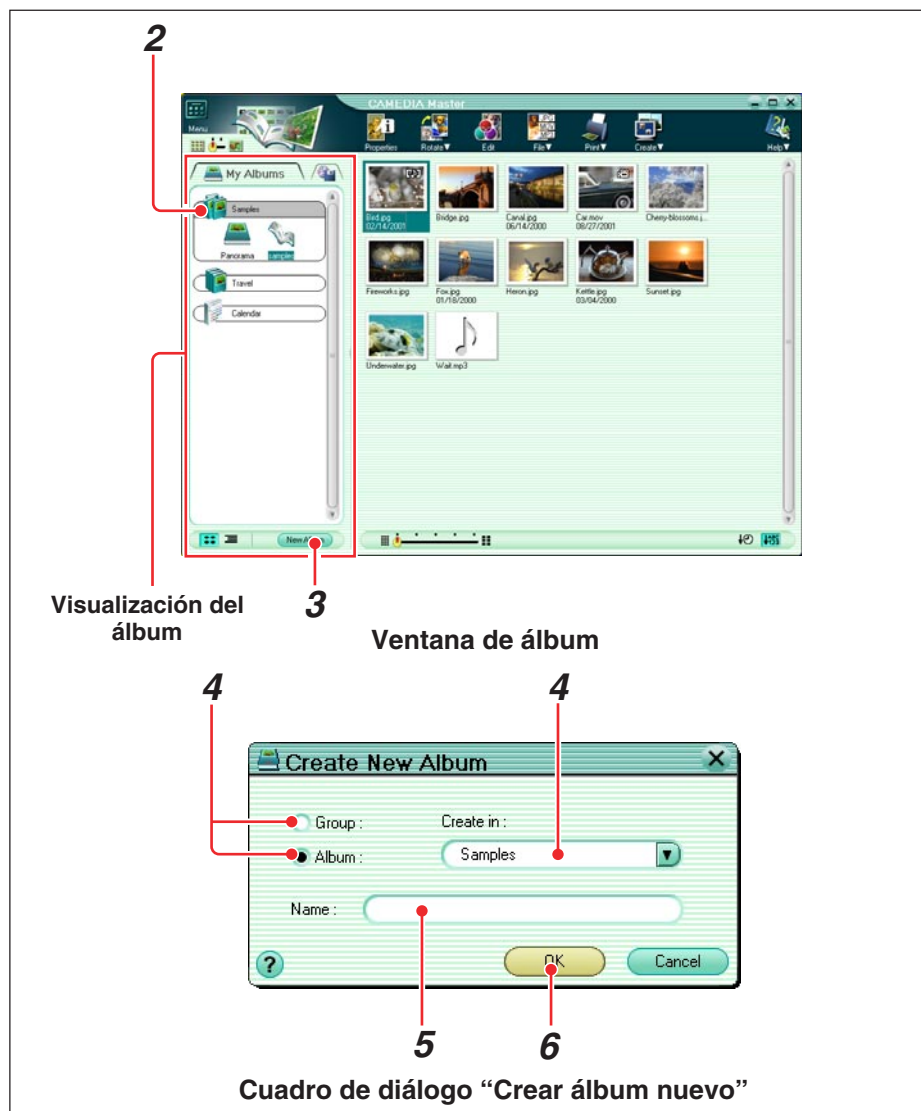 2
CAMEDIA Master
Menu
Properties Rotate▼ Edit File▼ Print▼ Create▼ Help▼
My Albums
Samples
Panorama samples
Travel
Calendar
Bird.jpg Bridge.jpg Canal.jpg Car.mov Cherry-blossoms.j...
02/14/2001 06/14/2000 08/27/2001
Fireworks.jpg Fox.jpg Heron.jpg Kettle.jpg Sunset.jpg
01/18/2000 03/04/2000
Underwater.jpg Wait.mp3
Visualización del
álbum
3
Ventana de álbum
4 4
Create New Album
Group : Create in :
Album : Samples
Name :
? OK Cancel
5 6
Cuadro de diálogo “Crear álbum nuevo”